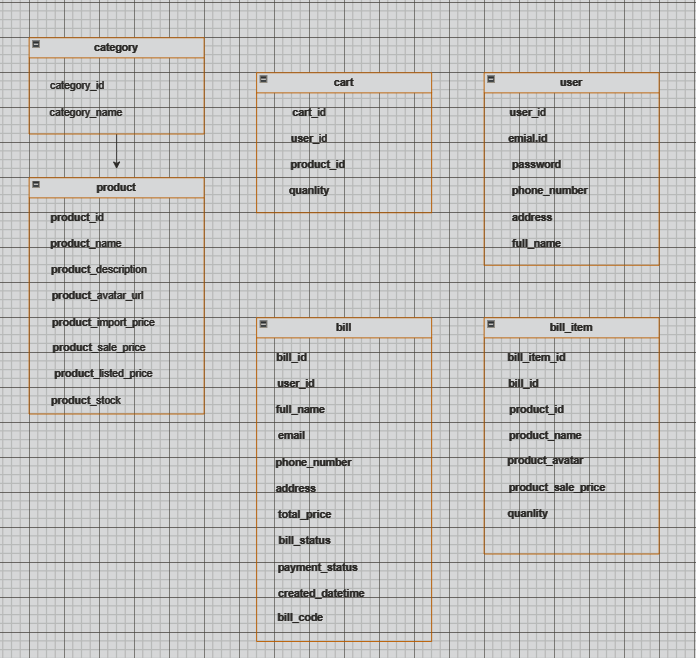 category
category_id
category_name
product
product_id
product_name
product_description
product_avatar_url
product_import_price
product_sale_price
product_listed_price
product_stock
cart
cart_id
user_id
product_id
quanlity
user
user_id
emial.id
password
phone_number
address
full_name
bill
bill_id
user_id
full_name
email
phone_number
address
total_price
bill_status
payment_status
created_datetime
bill_code
bill_item
bill_item_id
bill_id
product_id
product_name
product_avatar
product_sale_price
quanlity